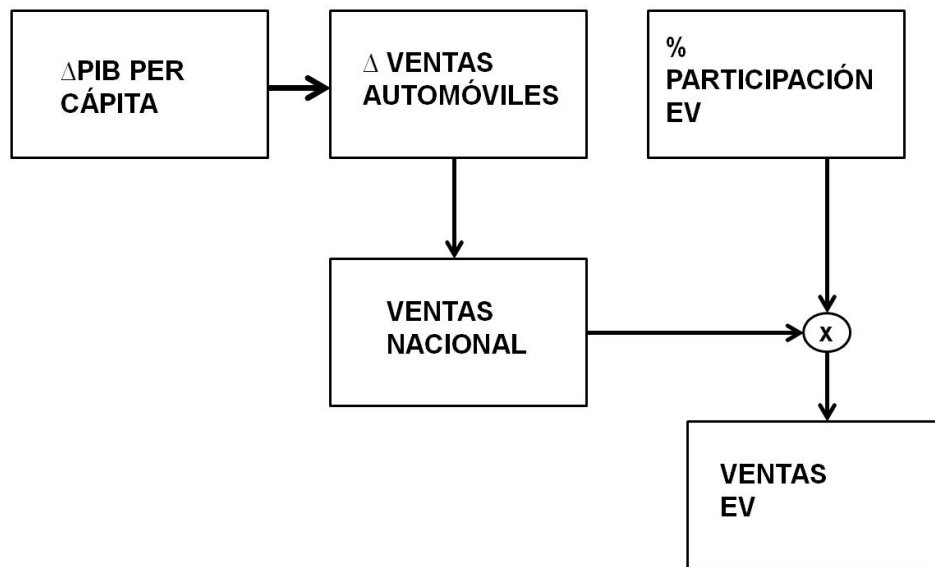 ∆PIB PER
CÁPITA
∆ VENTAS
AUTOMÓVILES
%
PARTICIPACIÓN
EV
VENTAS
NACIONAL
x
VENTAS
EV